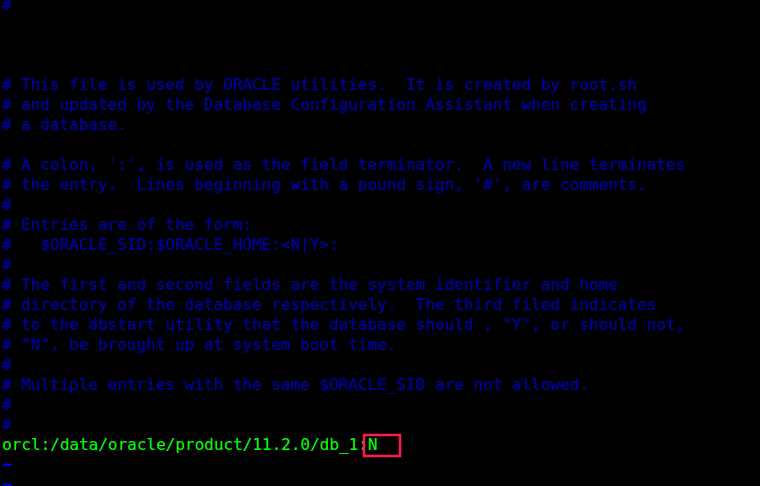 #
# This file is used by ORACLE utilities.  It is created by root.sh
# and updated by the Database Configuration Assistant when creating
# a database.
# A colon, ':', is used as the field terminator.  A new line terminates
# the entry.  Lines beginning with a pound sign, '#', are comments.
#
# Entries are of the form:
#   $ORACLE_SID:$ORACLE_HOME:<N|Y>:
#
# The first and second fields are the system identifier and home
# directory of the database respectively.  The third filed indicates
# to the dbstart utility that the database should , "Y", or should not,
# "N", be brought up at system boot time.
#
# Multiple entries with the same $ORACLE_SID are not allowed.
#
#
orcl:/data/oracle/product/11.2.0/db_1:N
~
~